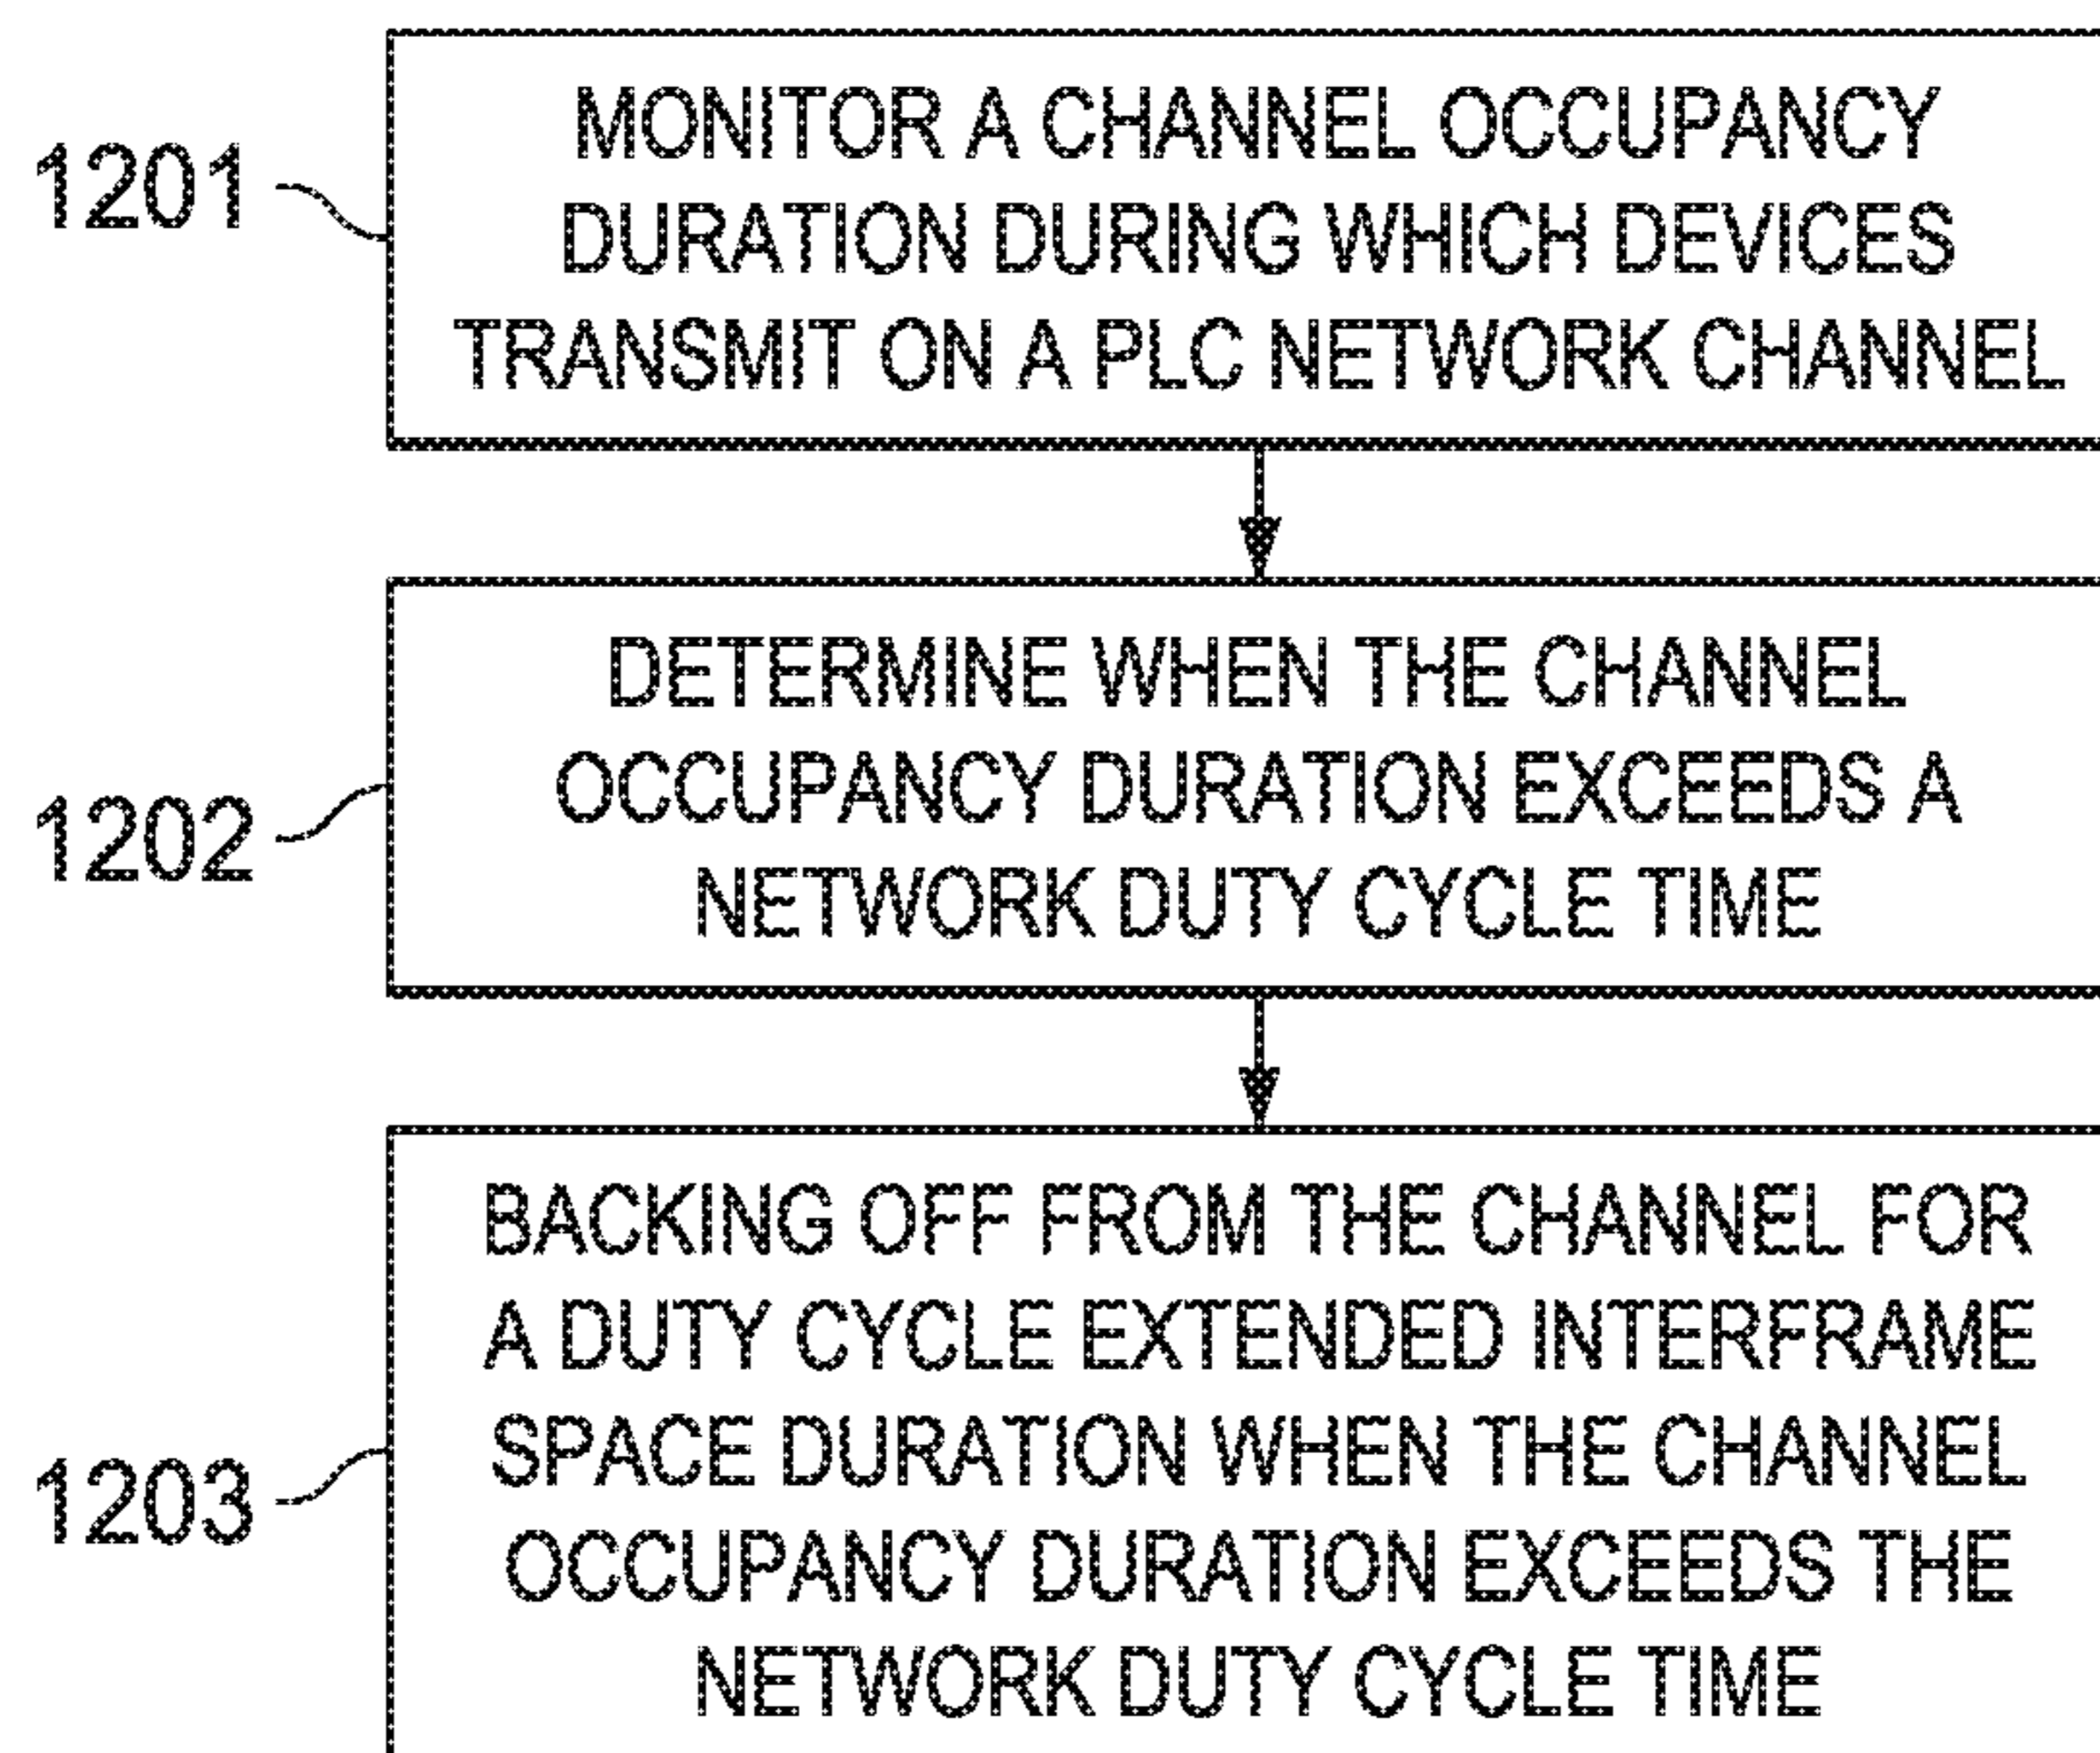 1201
MONITOR A CHANNEL OCCUPANCY
DURATION DURING WHICH DEVICES
TRANSMIT ON A PLC NETWORK CHANNEL
1202
DETERMINE WHEN THE CHANNEL
OCCUPANCY DURATION EXCEEDS A
NETWORK DUTY CYCLE TIME
1203
BACKING OFF FROM THE CHANNEL FOR
A DUTY CYCLE EXTENDED INTERFRAME
SPACE DURATION WHEN THE CHANNEL
OCCUPANCY DURATION EXCEEDS THE
NETWORK DUTY CYCLE TIME